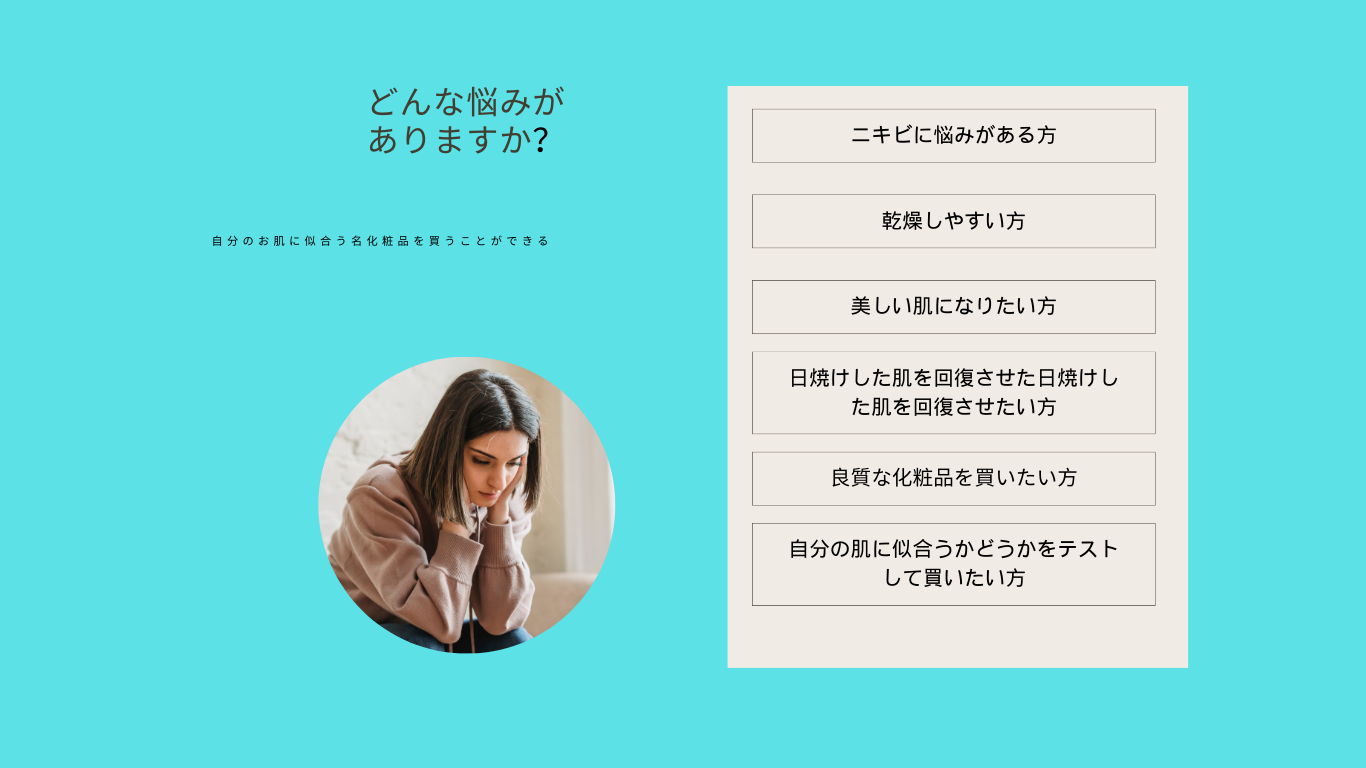 どんな悩みが
ありますか?
自分のお肌に似合う名化粧品を買うことができる
ニキビに悩みがある方
乾燥しやすい方
美しい肌になりたい方
日焼けした肌を回復させた日焼けし
た肌を回復させたい方
良質な化粧品を買いたい方
自分の肌に似合うかどうかをテスト
して買いたい方